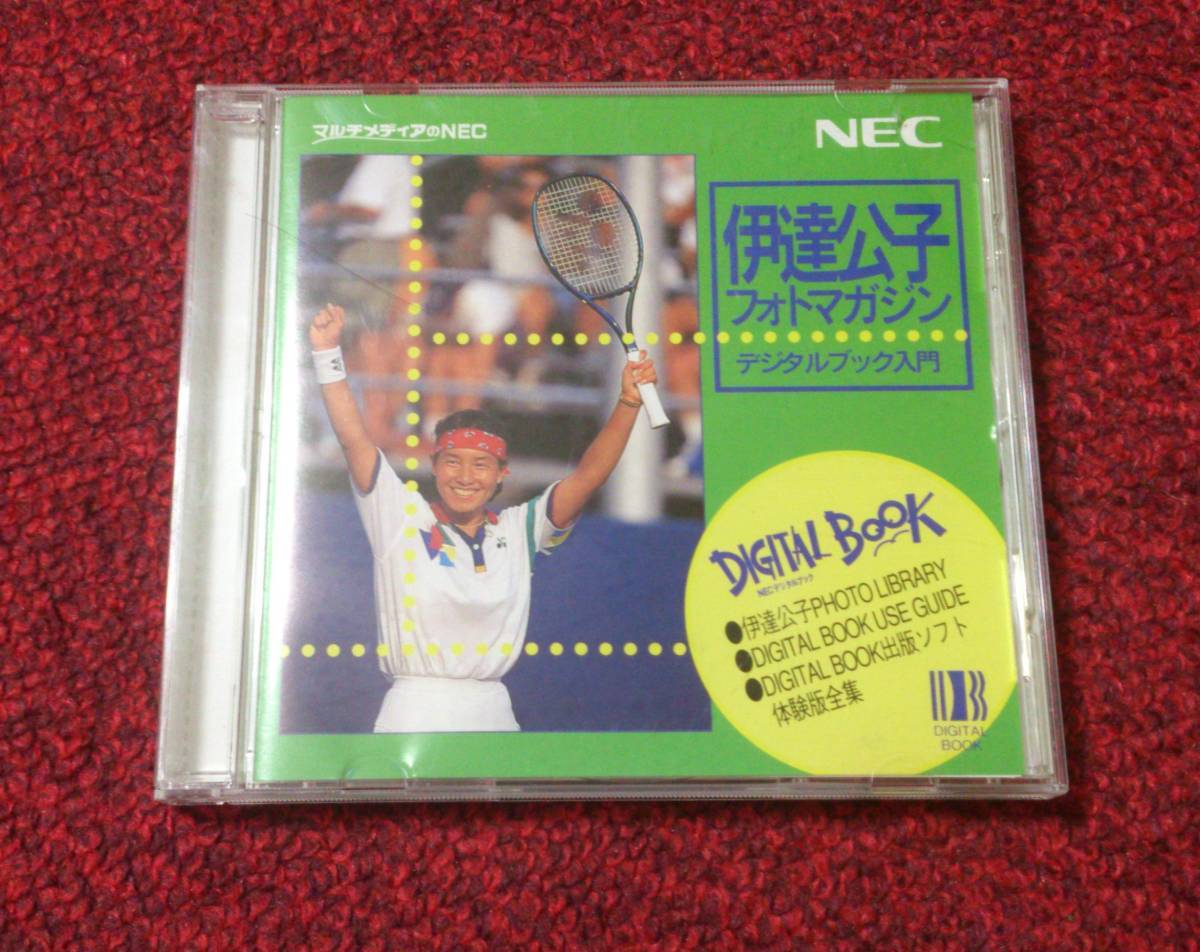 マルチメディアのNEC
NEC
伊達公子
フォトマガジン
デジタルブック入門
DIGITAL BOOK
NECデジタルブック
●伊達公子PHOTO LIBRARY
●DIGITAL BOOK USE GUIDE
●DIGITAL BOOK出版ソフト
体験版全集
DIGITAL
BOOK